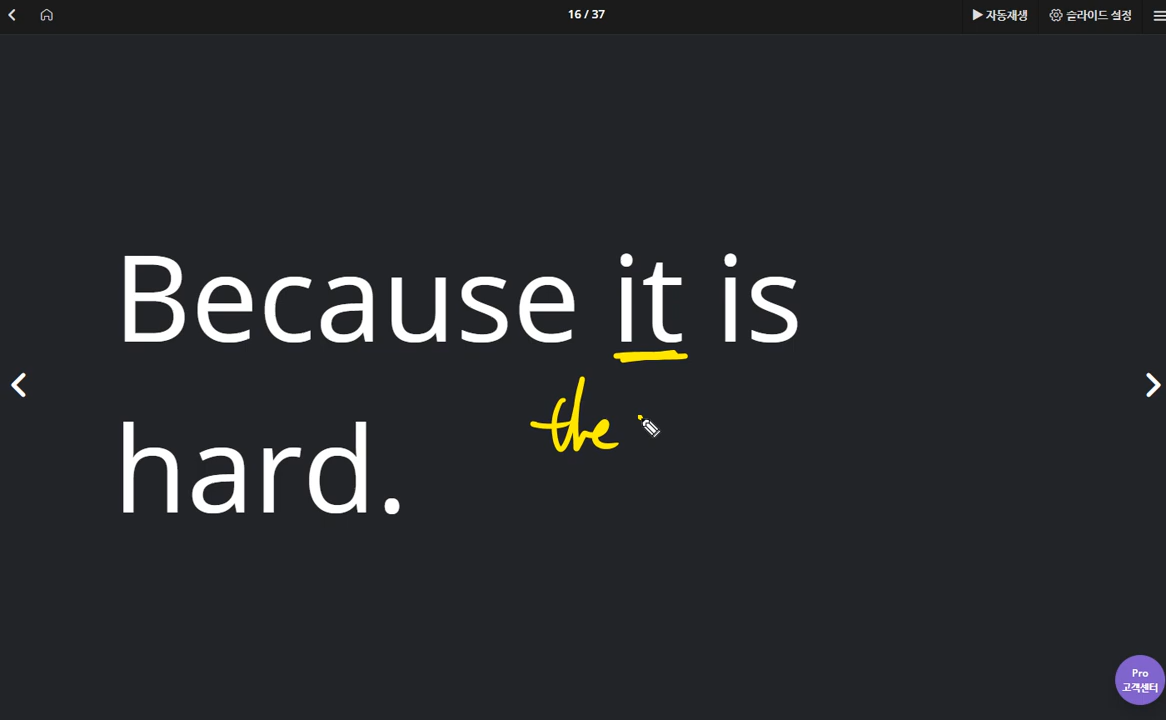 16 / 37
▶ 자동재생
슬라이드 설정
Because it is
the
hard.
Pro
고객센터